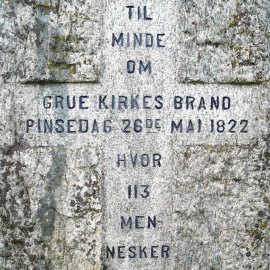 TIL
MINDE
OM
GRUE KIRKES BRAND
PINSEDAG 26DE MAI 1822
HVOR
113
MEN-
NESKER